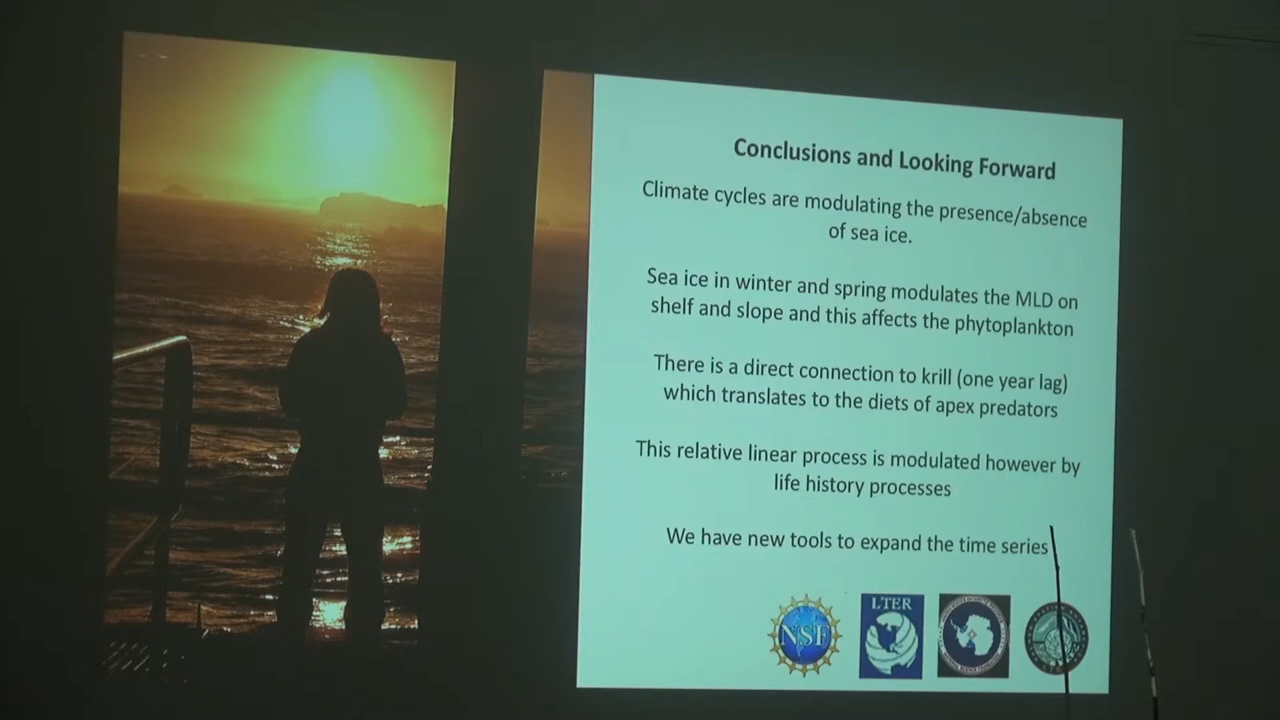 Conclusions and Looking Forward
Climate cycles are modulating the presence/absence
of sea ice.
Sea ice in winter and spring modulates the MLD on
shelf and slope and this affects the phytoplankton
There is a direct connection to krill (one year lag)
which translates to the diets of apex predators
This relative linear process is modulated however by
life history processes
We have new tools to expand the time series
NSF
LTER